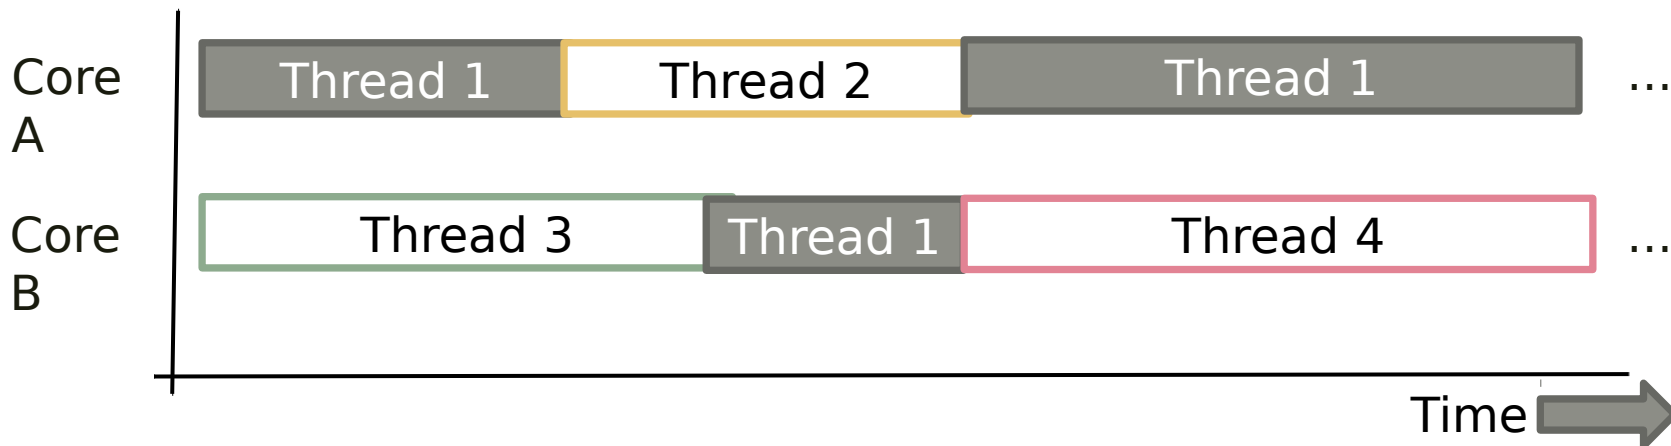 Core
A
Thread 1
Thread 2
Thread 1
...
Core
B
Thread 3
Thread 1
Thread 4
...
Time